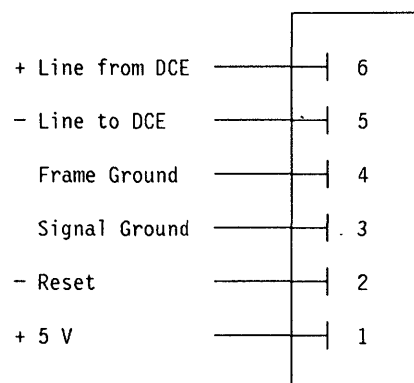 + Line from DCE 6
− Line to DCE 5
Frame Ground 4
Signal Ground 3
− Reset 2
+ 5 V 1